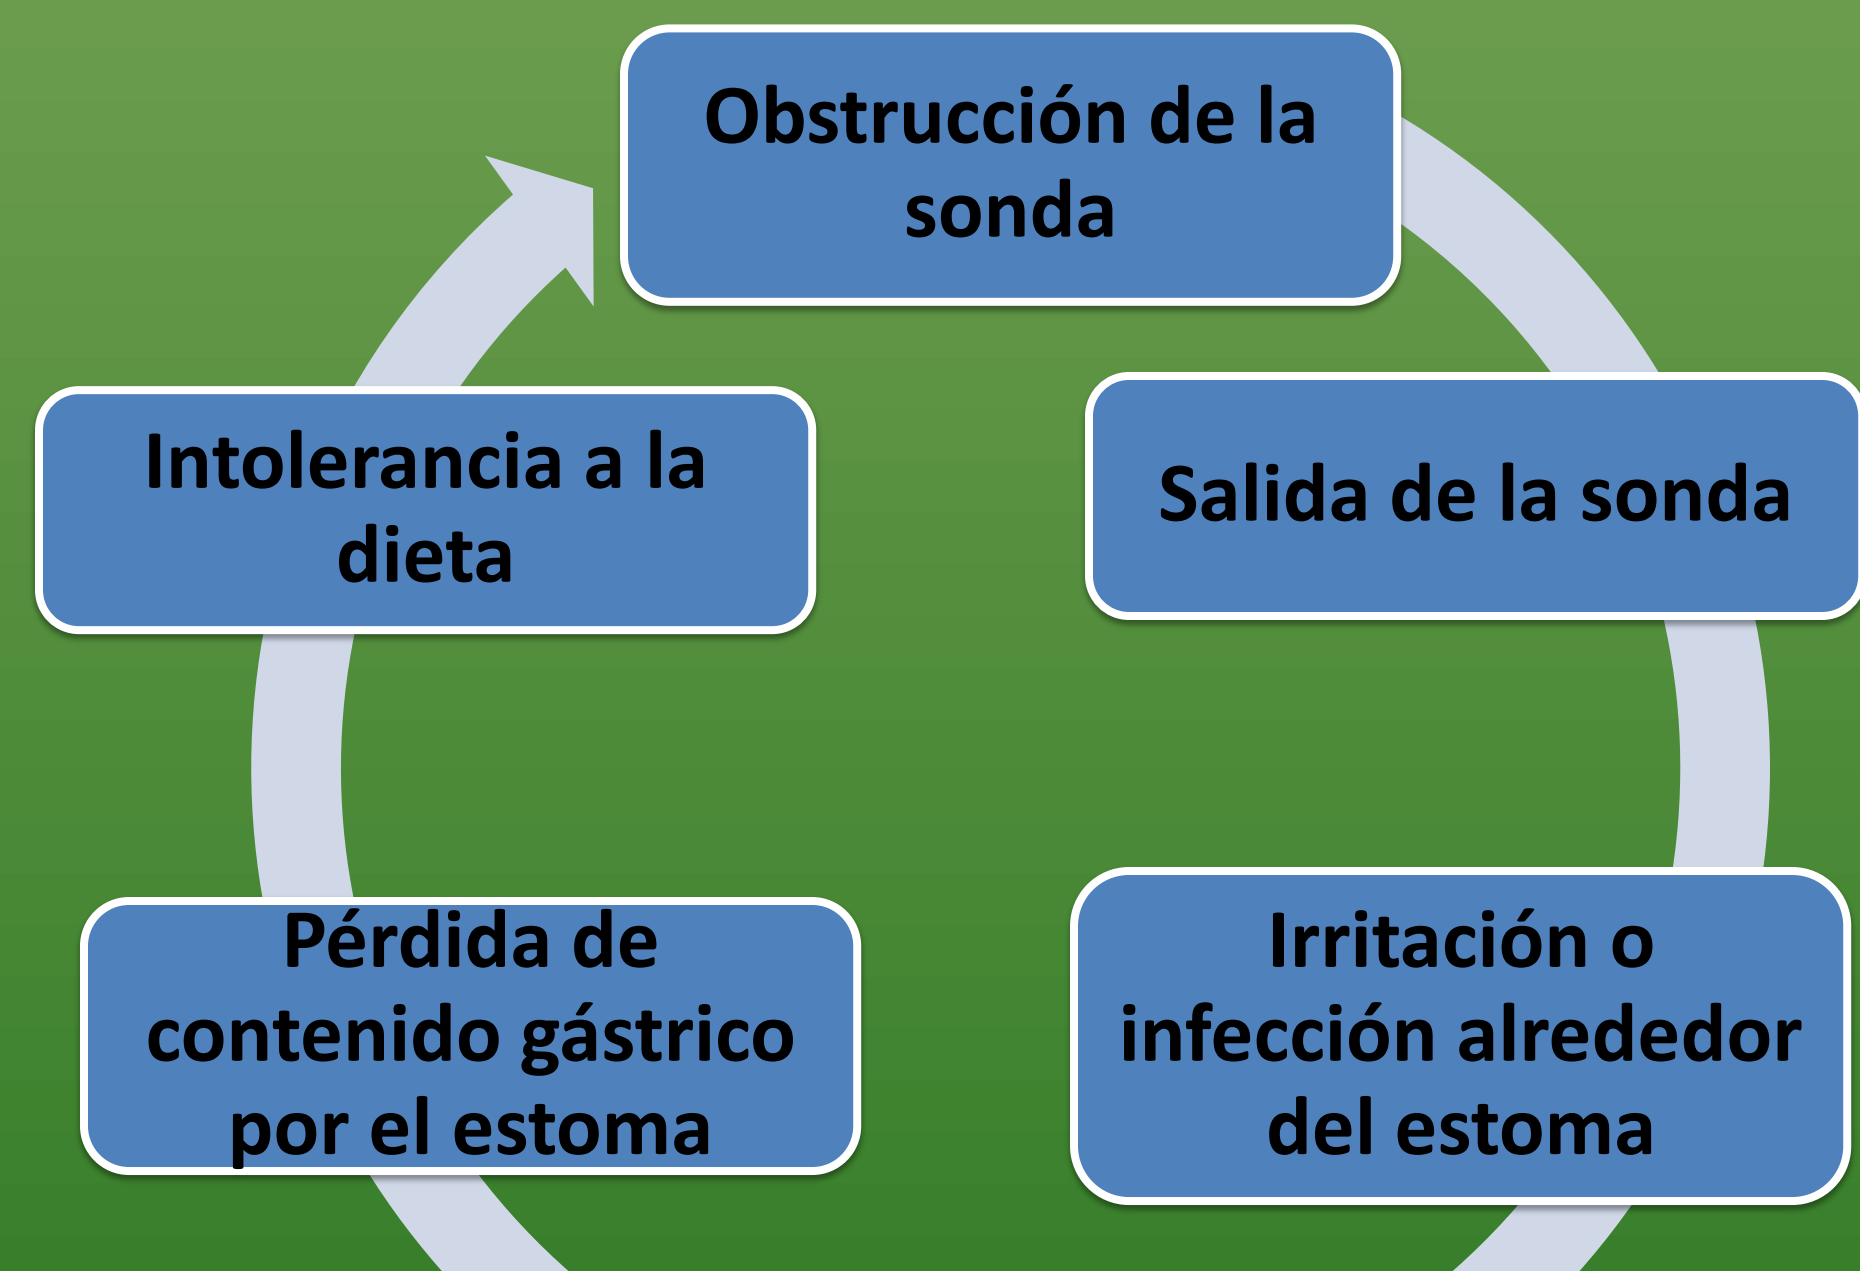 Obstrucción de la
sonda
Intolerancia a la
dieta
Salida de la sonda
Pérdida de
contenido gástrico
por el estoma
Irritación o
infección alrededor
del estoma